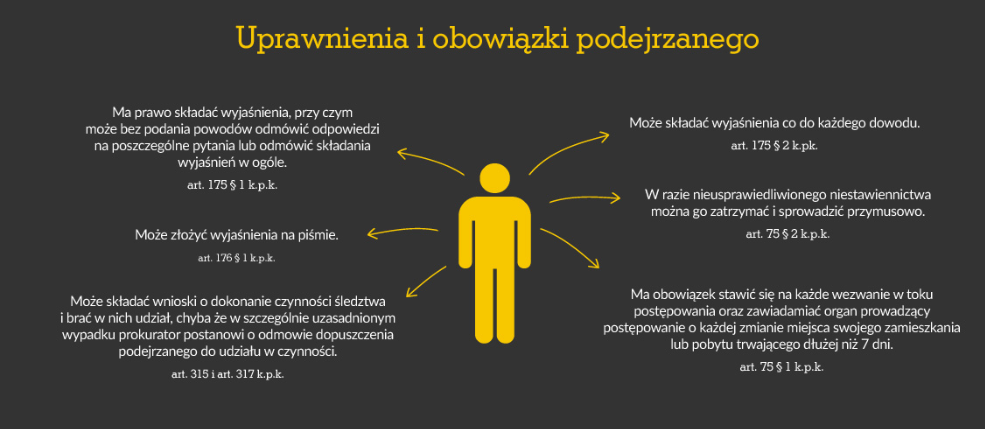 Uprawnienia i obowiązki podejrzanego
Ma prawo składać wyjaśnienia, przy czym
może bez podania powodów odmówić odpowiedzi
na poszczególne pytania lub odmówić składania
wyjaśnień w ogóle.
art. 175 § 1 k.p.k.
Może złożyć wyjaśnienia na piśmie.
art. 176 § 1 k.p.k.
Może składać wnioski o dokonanie czynności śledztwa
i brać w nich udział, chyba że w szczególnie uzasadnionym
wypadku prokurator postanowi o odmowie dopuszczenia
podejrzanego do udziału w czynności.
art. 315 i art. 317 k.p.k.
Może składać wyjaśnienia co do każdego dowodu.
art. 175 § 2 k.pk.
W razie nieusprawiedliwionego niestawiennictwa
można go zatrzymać i sprowadzić przymusowo.
art. 75 § 2 k.p.k.
Ma obowiązek stawić się na każde wezwanie w toku
postępowania oraz zawiadamiać organ prowadzący
postępowanie o każdej zmianie miejsca swojego zamieszkania
lub pobytu trwającego dłużej niż 7 dni.
art. 75 § 1 k.p.k.